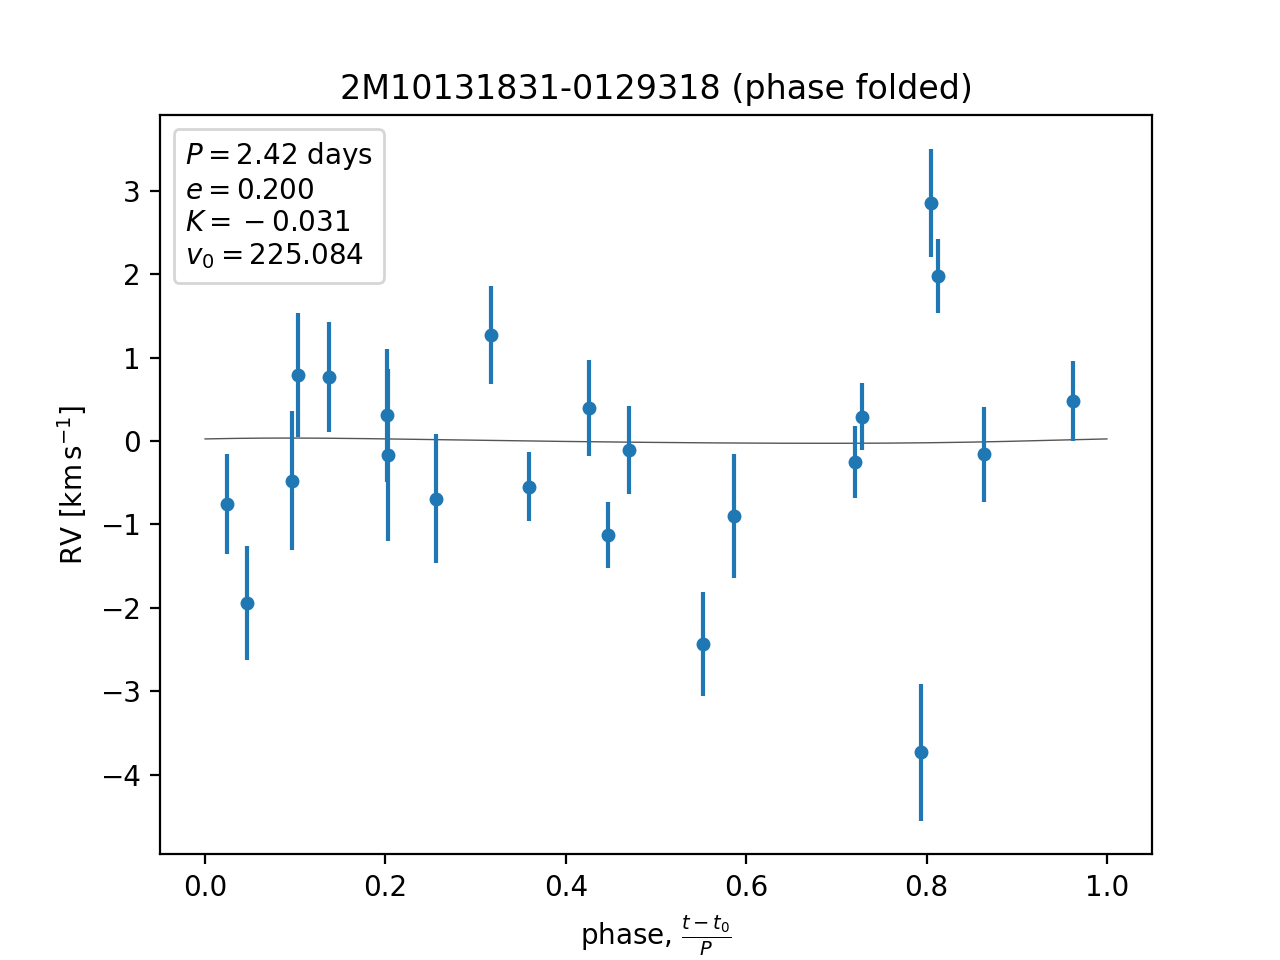 2M10131831-0129318 (phase folded)
P = 2.42 days
e = 0.200
K = −0.031
v₀ = 225.084
3
2
1
0
−1
−2
−3
−4
RV [km s⁻¹]
0.0 0.2 0.4 0.6 0.8 1.0
phase, (t − t₀)/P